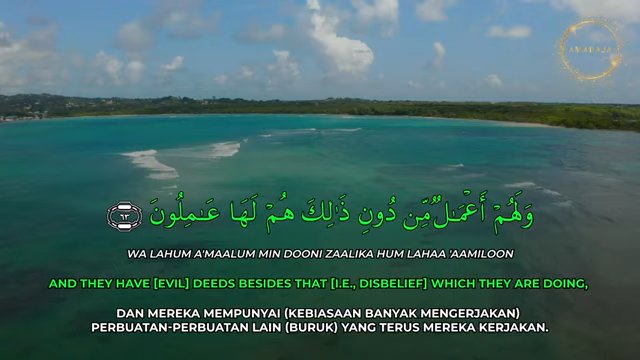 AMABAJA
وَلَهُمْ أَعْمَـٰلٌ مِّن دُونِ ذَٰلِكَ هُمْ لَهَا عَـٰمِلُونَ ٦٣
WA LAHUM A'MAALUM MIN DOONI ZAALIKA HUM LAHAA 'AAMILOON
AND THEY HAVE [EVIL] DEEDS BESIDES THAT [I.E., DISBELIEF] WHICH THEY ARE DOING,
DAN MEREKA MEMPUNYAI (KEBIASAAN BANYAK MENGERJAKAN)
PERBUATAN-PERBUATAN LAIN (BURUK) YANG TERUS MEREKA KERJAKAN.